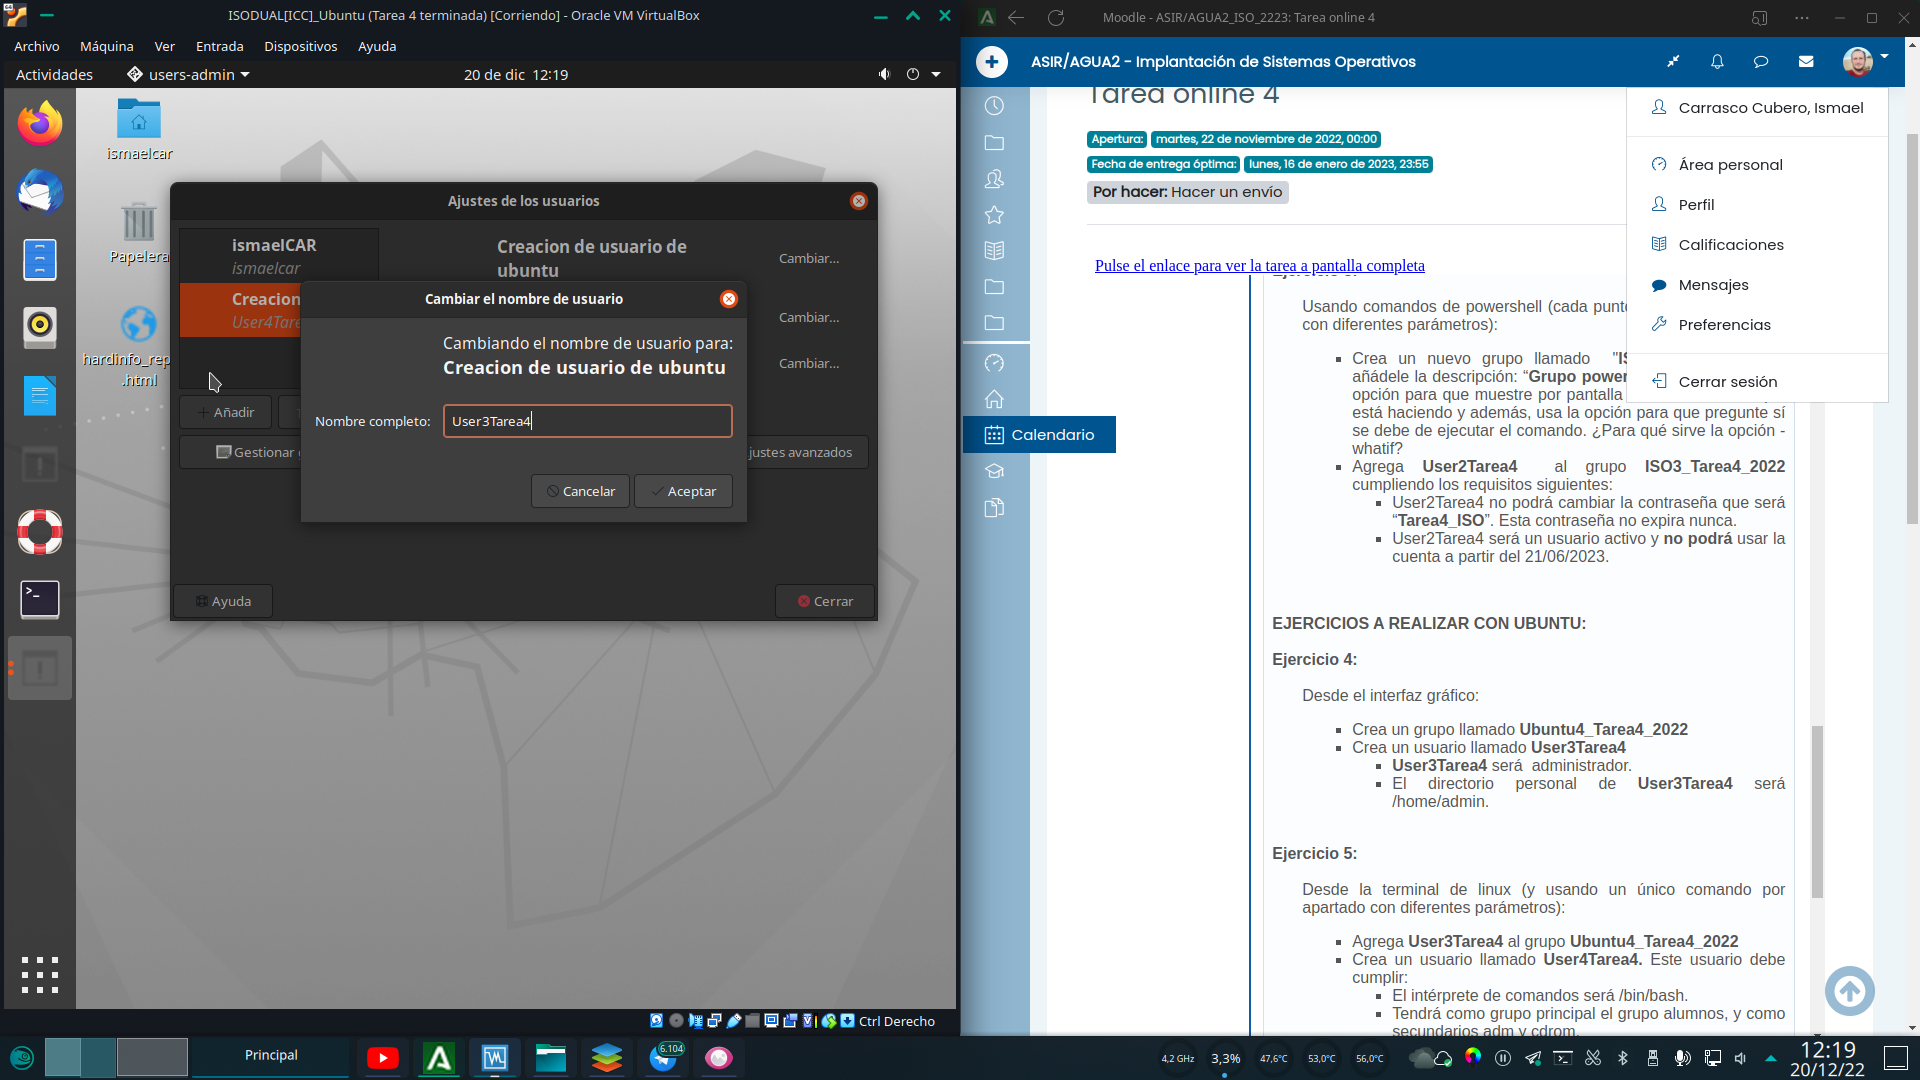 ISODUAL[ICC]_Ubuntu (Tarea 4 terminada) [Corriendo] - Oracle VM VirtualBox
Archivo Máquina Ver Entrada Dispositivos Ayuda
Actividades users-admin 20 de dic 12:19
ismaelcar
Papelera
hardinfo_rep
.html
Ajustes de los usuarios
ismaelCAR
ismaelcar
Creacion
User4Tare
Creacion de usuario de
ubuntu
Cambiar...
Cambiar...
Cambiar...
Añadir
Gestionar
justes avanzados
Ayuda
Cerrar
Cambiar el nombre de usuario
Cambiando el nombre de usuario para:
Creacion de usuario de ubuntu
Nombre completo: User3Tarea4
Cancelar
Aceptar
Ctrl Derecho
Moodle - ASIR/AGUA2_ISO_2223: Tarea online 4
ASIR/AGUA2 - Implantación de Sistemas Operativos
Tarea online 4
Apertura: martes, 22 de noviembre de 2022, 00:00
Fecha de entrega óptima: lunes, 16 de enero de 2023, 23:55
Por hacer: Hacer un envío
Carrasco Cubero, Ismael
Área personal
Perfil
Calificaciones
Mensajes
Preferencias
Cerrar sesión
Calendario
Pulse el enlace para ver la tarea a pantalla completa
Usando comandos de powershell (cada punto
con diferentes parámetros):
Crea un nuevo grupo llamado "IS
añádele la descripción: “Grupo power
opción para que muestre por pantalla
está haciendo y además, usa la opción para que pregunte sí
se debe de ejecutar el comando. ¿Para qué sirve la opción -
whatif?
Agrega User2Tarea4 al grupo ISO3_Tarea4_2022
cumpliendo los requisitos siguientes:
User2Tarea4 no podrá cambiar la contraseña que será
“Tarea4_ISO”. Esta contraseña no expira nunca.
User2Tarea4 será un usuario activo y no podrá usar la
cuenta a partir del 21/06/2023.
EJERCICIOS A REALIZAR CON UBUNTU:
Ejercicio 4:
Desde el interfaz gráfico:
Crea un grupo llamado Ubuntu4_Tarea4_2022
Crea un usuario llamado User3Tarea4
User3Tarea4 será administrador.
El directorio personal de User3Tarea4 será
/home/admin.
Ejercicio 5:
Desde la terminal de linux (y usando un único comando por
apartado con diferentes parámetros):
Agrega User3Tarea4 al grupo Ubuntu4_Tarea4_2022
Crea un usuario llamado User4Tarea4. Este usuario debe
cumplir:
El intérprete de comandos será /bin/bash.
Tendrá como grupo principal el grupo alumnos, y como
secundarios adm y cdrom.
Principal
6.104
4,2 GHz 3,3% 47,6°C 53,0°C 56,0°C
12:19
20/12/22